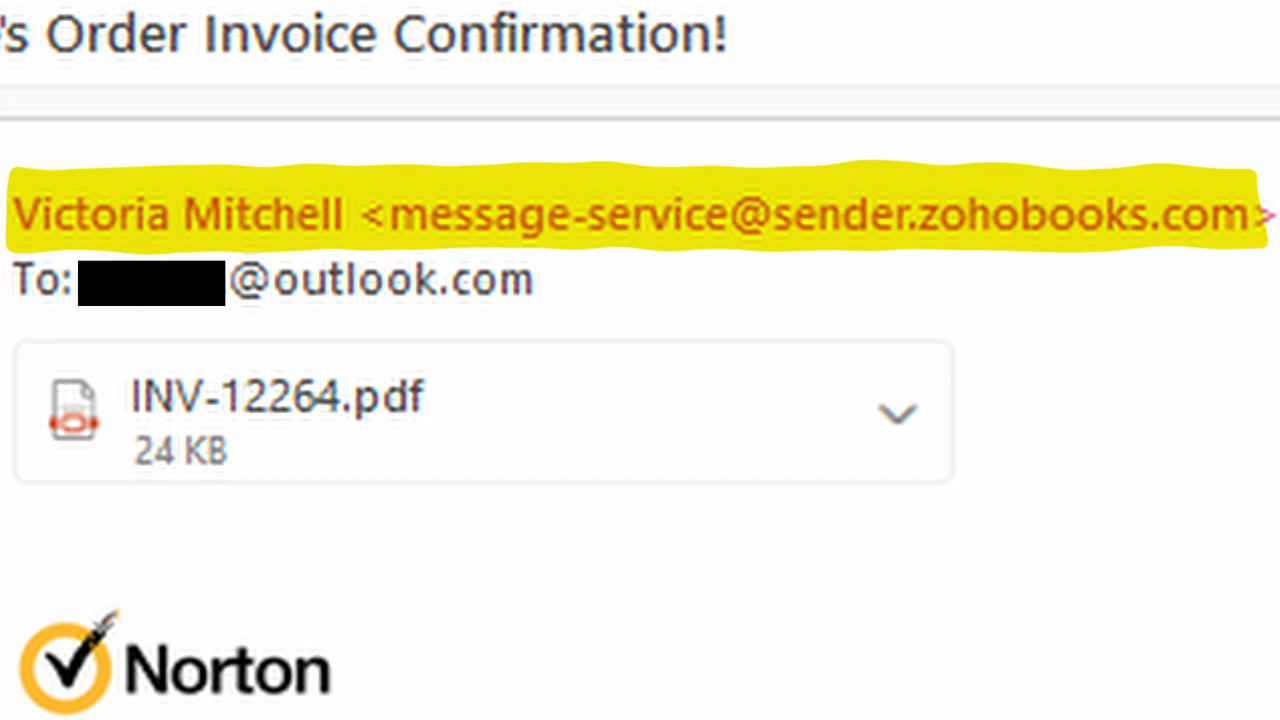 's Order Invoice Confirmation!
Victoria Mitchell <message-service@sender.zohobooks.com>
To: @outlook.com
INV-12264.pdf
24 KB
Norton